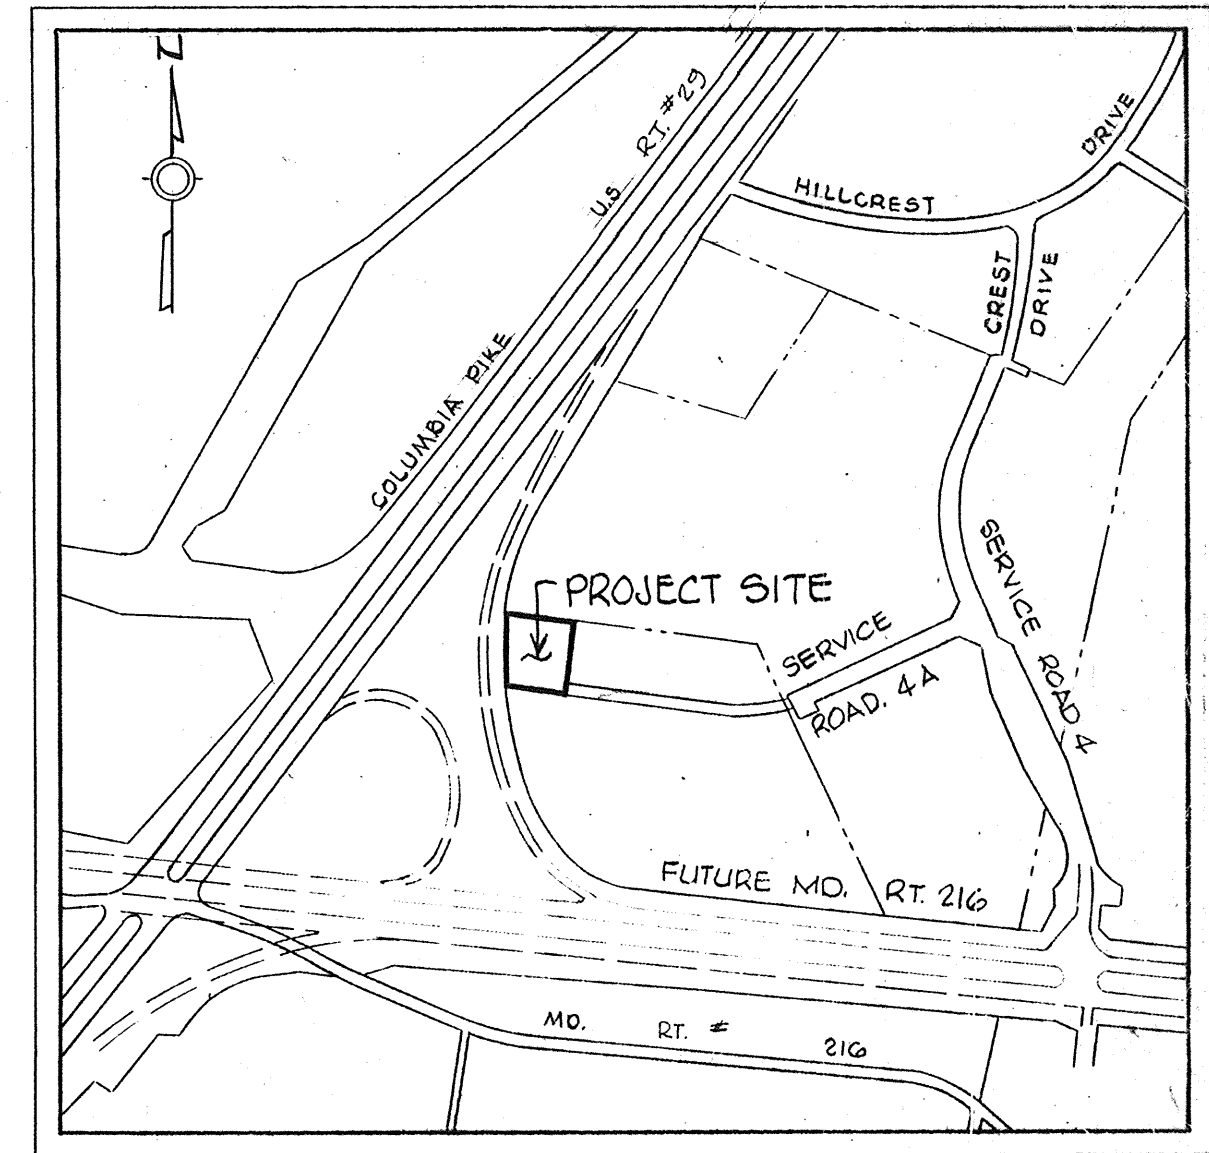 N
U.S RT. #29
COLUMBIA PIKE
HILLCREST DRIVE
CREST DRIVE
SERVICE ROAD 4
PROJECT SITE
SERVICE ROAD. 4A
FUTURE MD. RT. 216
MD. RT. # 216